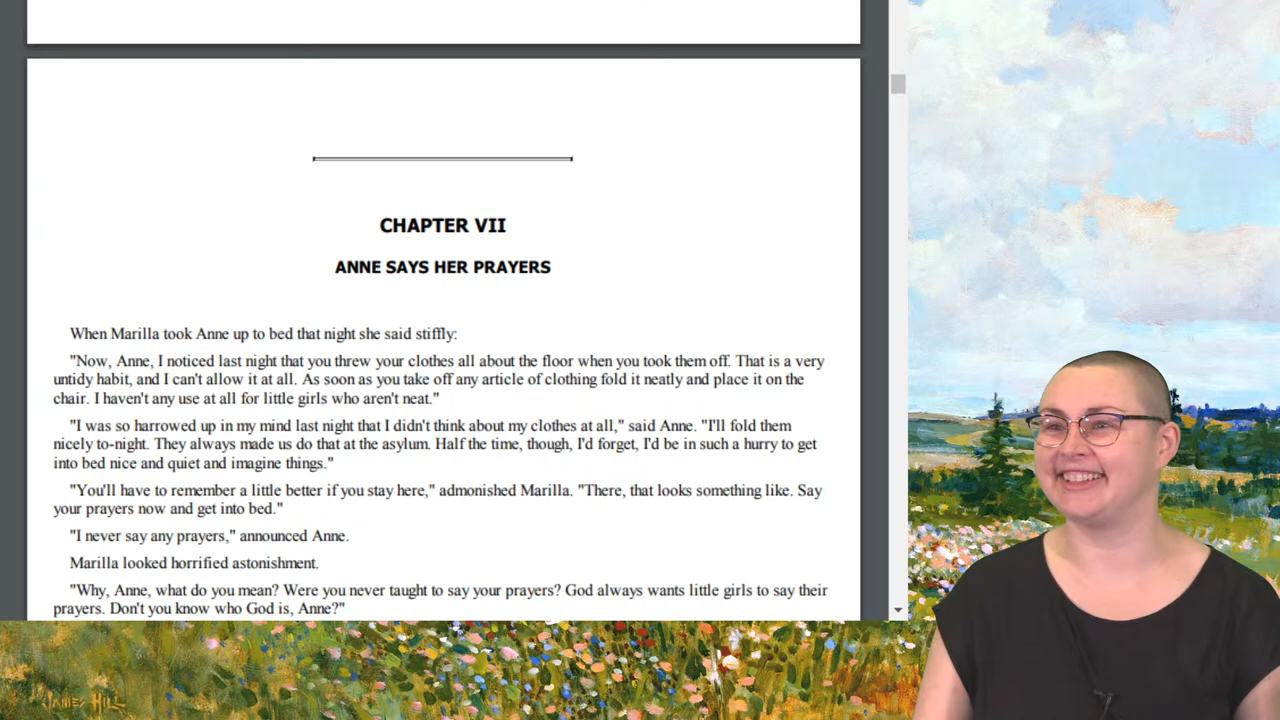 CHAPTER VII
ANNE SAYS HER PRAYERS
When Marilla took Anne up to bed that night she said stiffly:
"Now, Anne, I noticed last night that you threw your clothes all about the floor when you took them off. That is a very
untidy habit, and I can't allow it at all. As soon as you take off any article of clothing fold it neatly and place it on the
chair. I haven't any use at all for little girls who aren't neat."
"I was so harrowed up in my mind last night that I didn't think about my clothes at all," said Anne. "I'll fold them
nicely to-night. They always made us do that at the asylum. Half the time, though, I'd forget, I'd be in such a hurry to get
into bed nice and quiet and imagine things."
"You'll have to remember a little better if you stay here," admonished Marilla. "There, that looks something like. Say
your prayers now and get into bed."
"I never say any prayers," announced Anne.
Marilla looked horrified astonishment.
"Why, Anne, what do you mean? Were you never taught to say your prayers? God always wants little girls to say their
prayers. Don't you know who God is, Anne?"
JAMES HILL